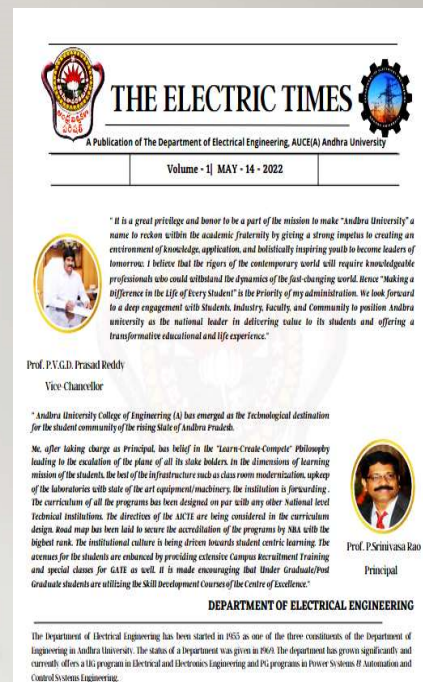 THE ELECTRIC TIMES
A Publication of The Department of Electrical Engineering, AUCE(A) Andhra University
Volume - 1| MAY - 14 - 2022
" It is a great privilege and honor to be a part of the mission to make "Andhra University" a
name to reckon within the academic fraternity by giving a strong impetus to creating an
environment of knowledge, application, and holistically inspiring youth to become leaders of
tomorrow. I believe that the rigors of the contemporary world will require knowledgeable
professionals who could withstand the dynamics of the fast-changing world. Hence "Making a
Difference in the Life of Every Student" is the Priority of my administration. We look forward
to a deep engagement with Students, Industry, Faculty, and Community to position Andhra
university as the national leader in delivering value to its students and offering a
transformative educational and life experience."
Prof. P.V.G.D. Prasad Reddy
Vice-Chancellor
" Andhra University College of Engineering (A) has emerged as the Technological destination
for the student community of the rising State of Andhra Pradesh.
Me, after taking charge as Principal, has belief in the "Learn-Create-Compete" Philosophy
leading to the escalation of the plane of all its stake holders. In the dimensions of learning
mission of the students, the best of the infrastructure such as class room modernization, upkeep
of the laboratories with state of the art equipment/machinery, the institution is forwarding .
The curriculum of all the programs has been designed on par with any other National level
Technical Institutions. The directives of the AICTE are being considered in the curriculum
design. Road map has been laid to secure the accreditation of the programs by NBA with the
highest rank. The institutional culture is being driven towards student centric learning. The
avenues for the students are enhanced by providing extensive Campus Recruitment Training
and special classes for GATE as well. It is made encouraging that Under Graduate/Post
Graduate students are utilizing the Skill Development Courses of the Centre of Excellence."
Prof. P.Srinivasa Rao
Principal
DEPARTMENT OF ELECTRICAL ENGINEERING
The Department of Electrical Engineering has been started in 1955 as one of the three constituents of the Department of
Engineering in Andhra University. The status of a Department was given in 1969. The department has grown significantly and
currently offers a UG program in Electrical and Electronics Engineering and PG programs in Power Systems & Automation and
Control Systems Engineering.